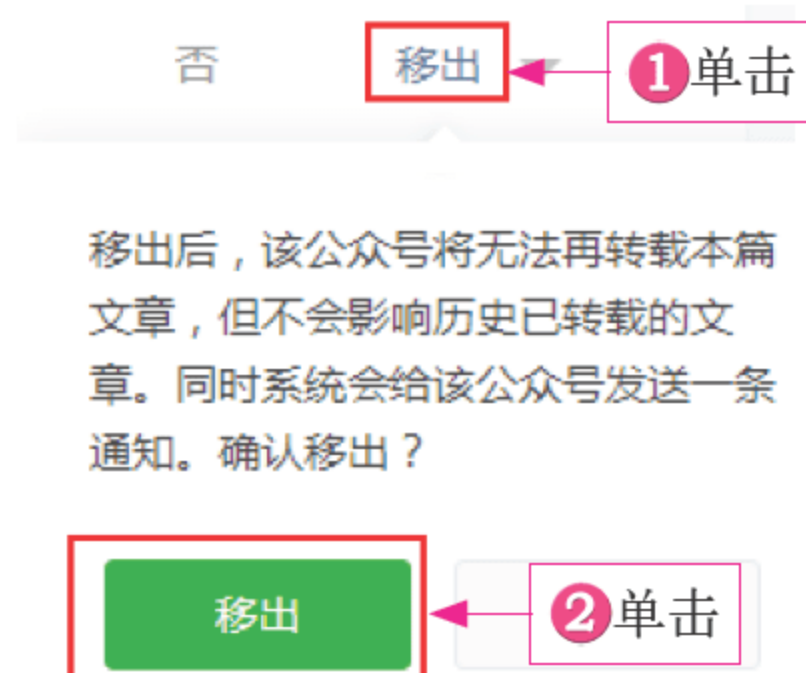 否 移出 1单击
移出后，该公众号将无法再转载本篇
文章，但不会影响历史已转载的文
章。同时系统会给该公众号发送一条
通知。确认移出？
移出 2单击